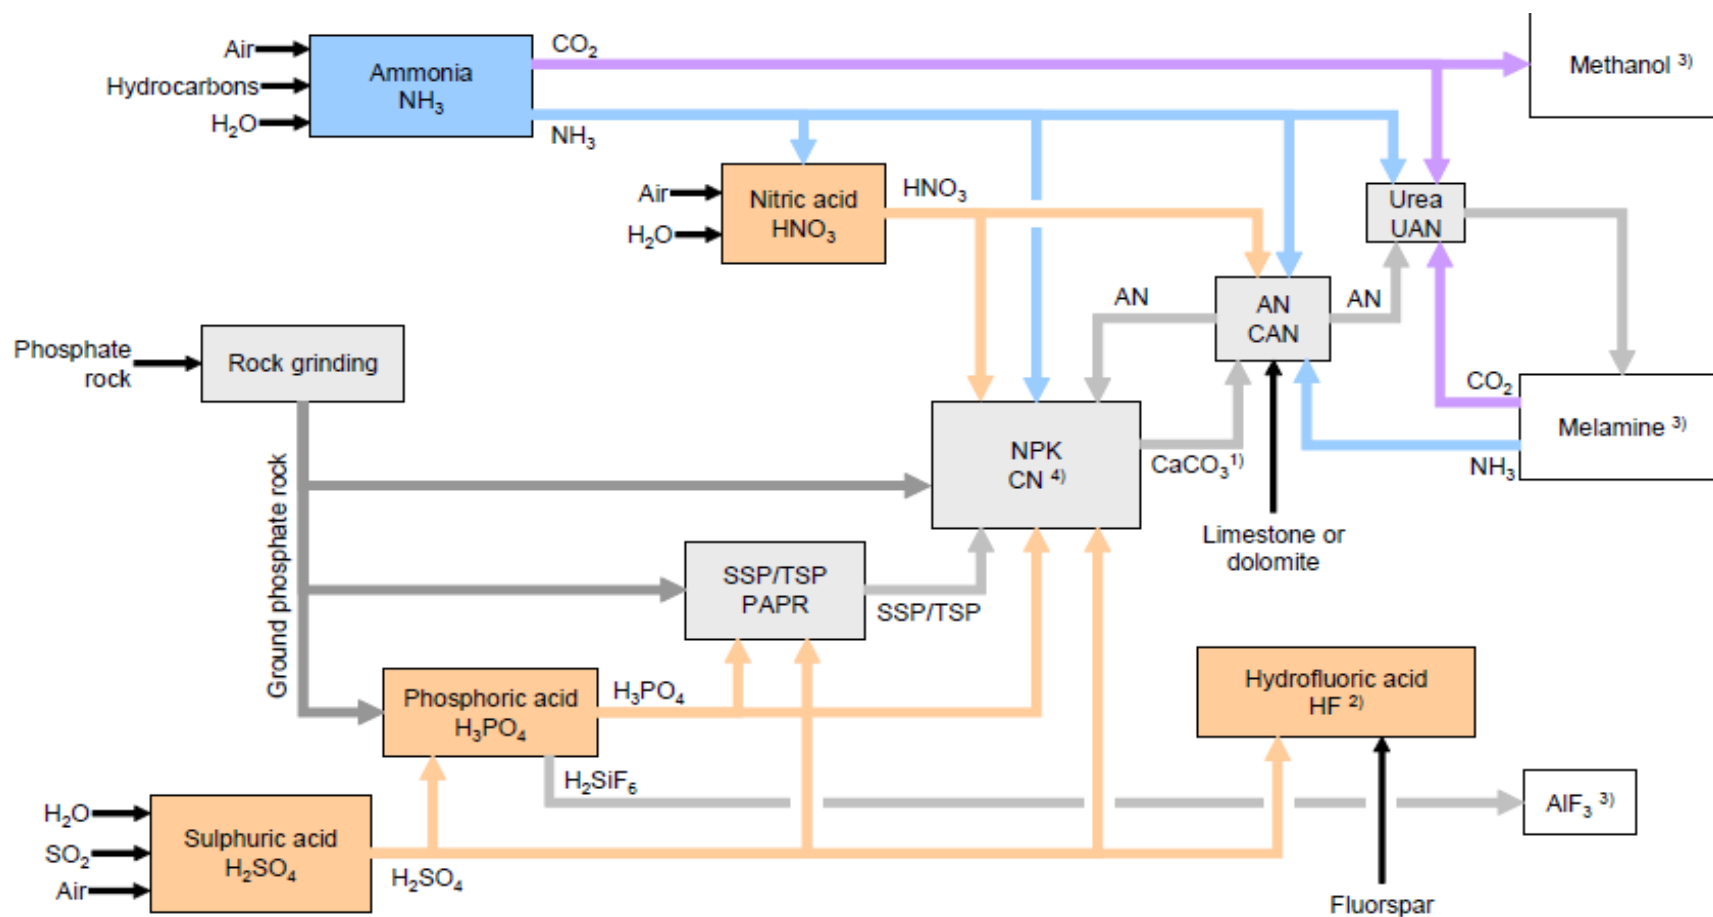 Air
Hydrocarbons
H₂O
Ammonia
NH₃
CO₂
NH₃
Methanol ³⁾
Air
H₂O
Nitric acid
HNO₃
HNO₃
Urea
UAN
AN
AN
CAN
AN
Phosphate
rock
Rock grinding
CO₂
Melamine ³⁾
NH₃
NPK
CN ⁴⁾
CaCO₃¹⁾
Limestone or
dolomite
Ground phosphate rock
SSP/TSP
PAPR
SSP/TSP
Phosphoric acid
H₃PO₄
H₃PO₄
H₂SiF₆
Hydrofluoric acid
HF ²⁾
AlF₃ ³⁾
H₂O
SO₂
Air
Sulphuric acid
H₂SO₄
H₂SO₄
Fluorspar